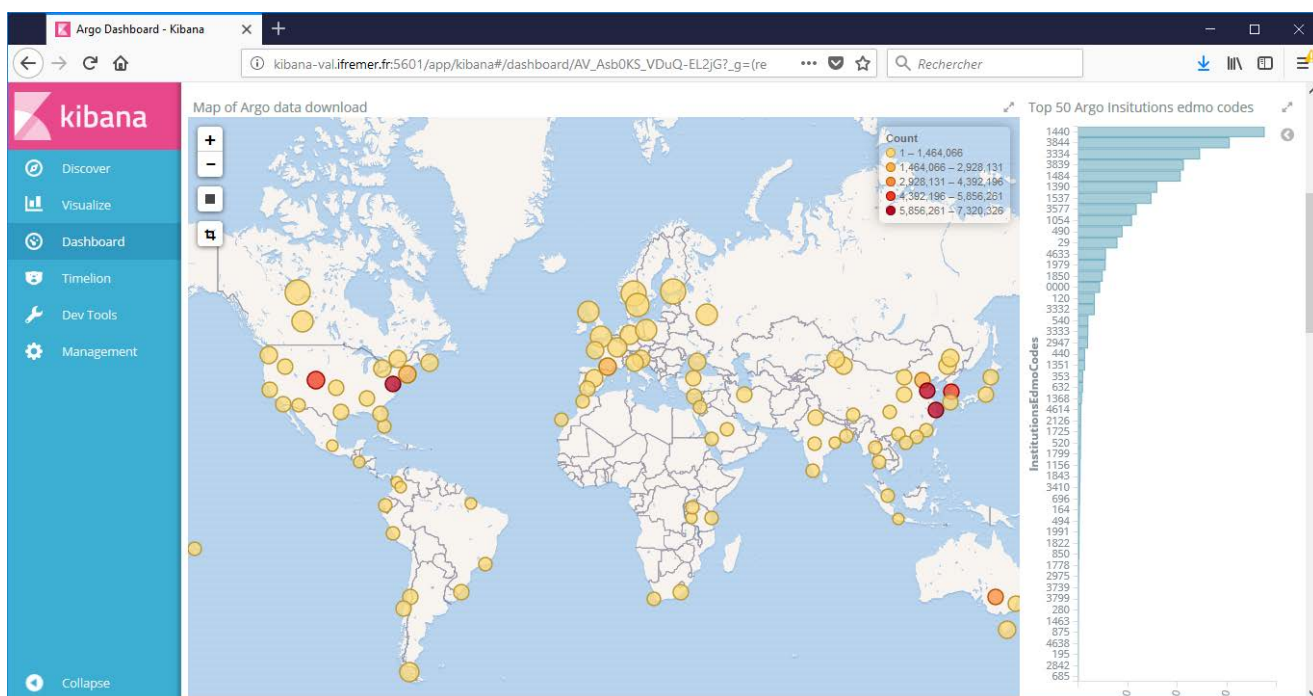 Argo Dashboard - Kibana
kibana-val.ifremer.fr:5601/app/kibana#/dashboard/AV_Asb0KS_VDuQ-EL2jG?_g=(re
Rechercher
kibana
Discover
Visualize
Dashboard
Timelion
Dev Tools
Management
Collapse
Map of Argo data download
+
−
Count
1 – 1,464,066
1,464,066 – 2,928,131
2,928,131 – 4,392,196
4,392,196 – 5,856,261
5,856,261 – 7,320,326
Top 50 Argo Insitutions edmo codes
InstitutionsEdmoCodes
1440
3844
3334
3839
1484
1390
1537
3577
1054
490
29
4633
1979
1850
0000
120
3332
540
3333
2947
440
1351
353
632
1368
4614
2126
1725
520
1799
1156
1843
3410
696
164
494
1991
1822
850
1778
2975
3739
3799
280
1463
875
4638
195
2842
685